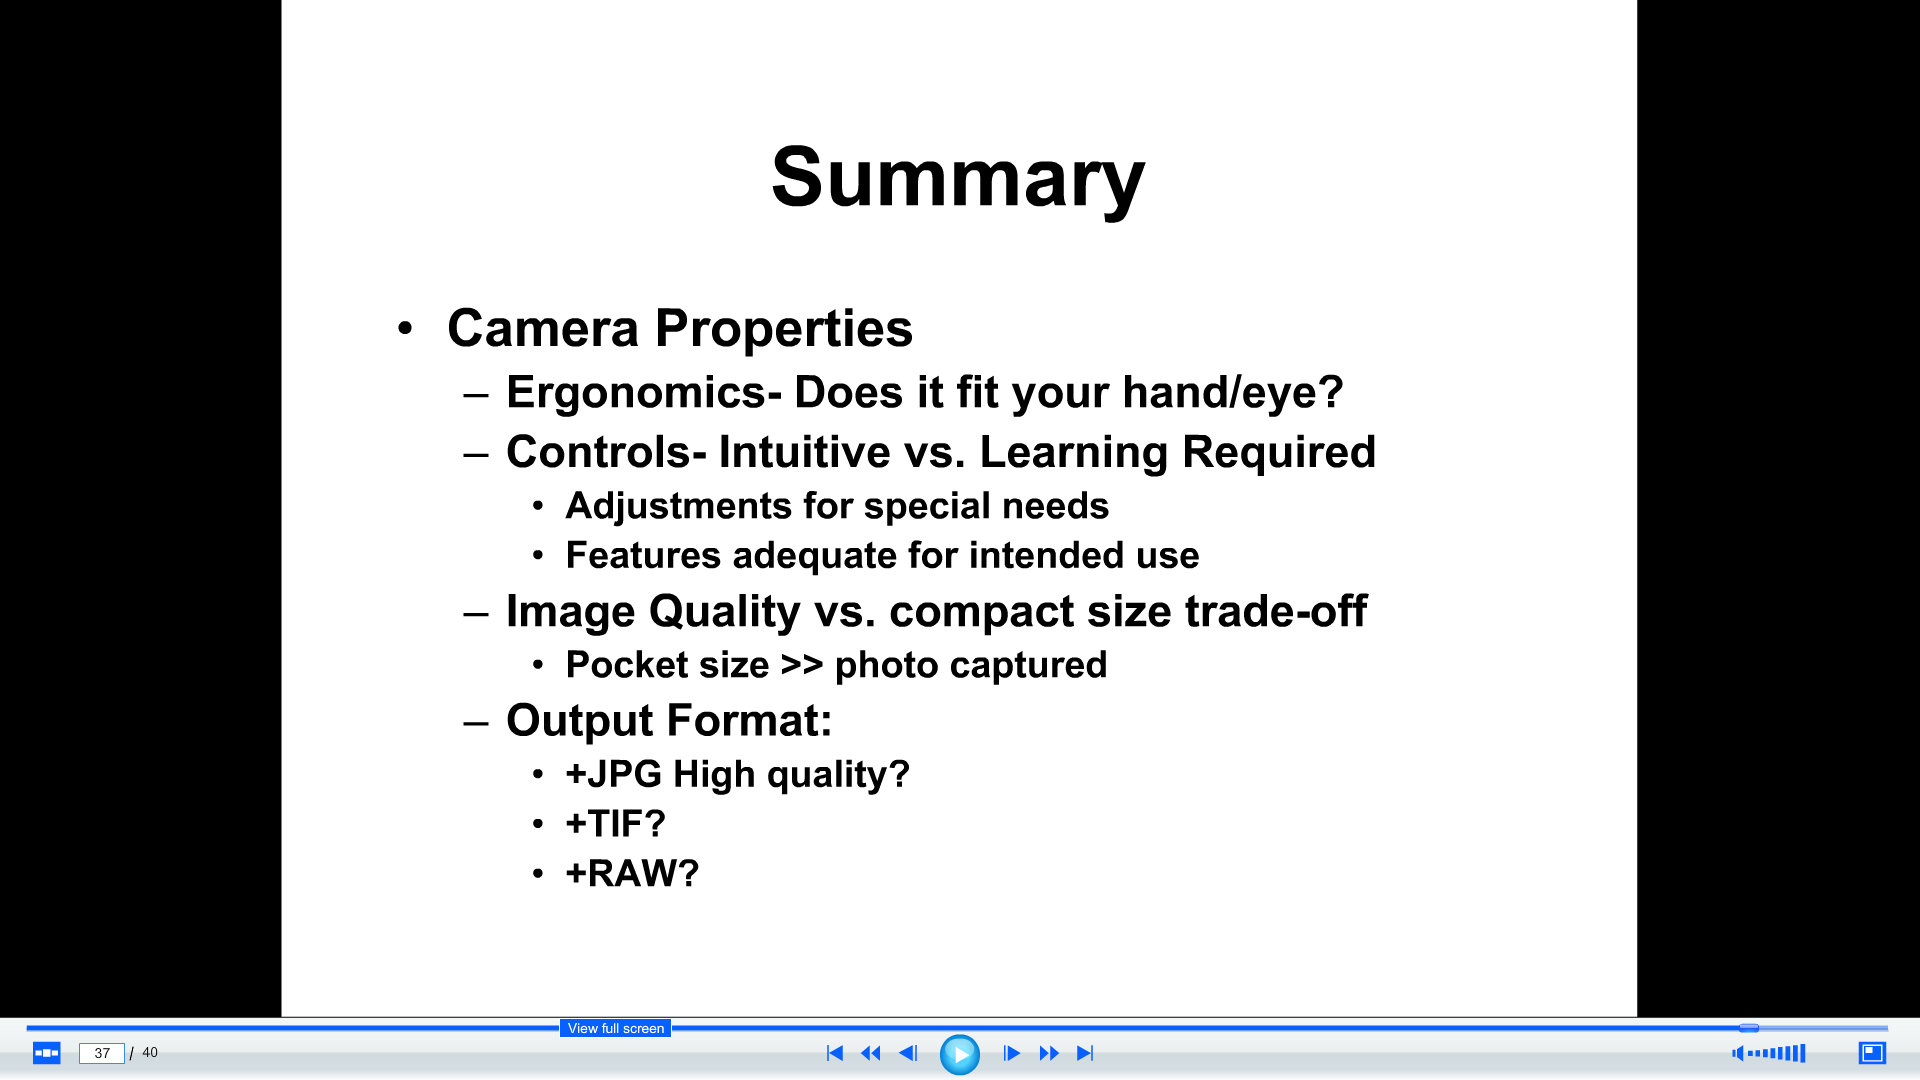 Summary
• Camera Properties
– Ergonomics- Does it fit your hand/eye?
– Controls- Intuitive vs. Learning Required
• Adjustments for special needs
• Features adequate for intended use
– Image Quality vs. compact size trade-off
• Pocket size >> photo captured
– Output Format:
• +JPG High quality?
• +TIF?
• +RAW?
View full screen
37 / 40